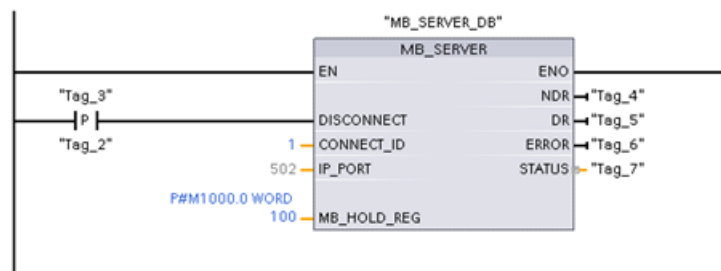 "MB_SERVER_DB"
MB_SERVER
EN ENO
"Tag_3" NDR "Tag_4"
P DISCONNECT DR "Tag_5"
"Tag_2" 1 CONNECT_ID ERROR "Tag_6"
502 IP_PORT STATUS "Tag_7"
P#M1000.0 WORD
100 MB_HOLD_REG